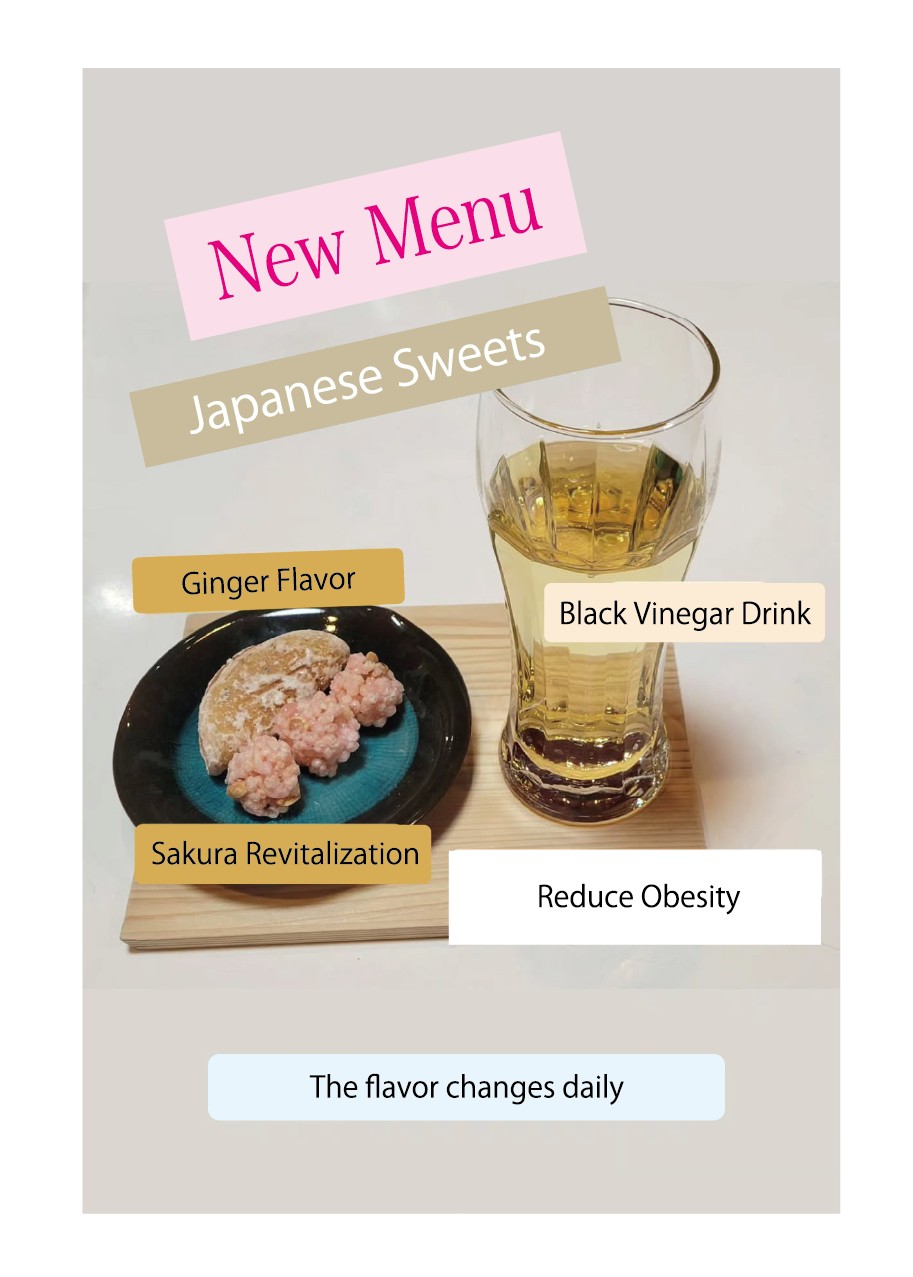 New Menu
Japanese Sweets
Ginger Flavor
Black Vinegar Drink
Sakura Revitalization
Reduce Obesity
The flavor changes daily